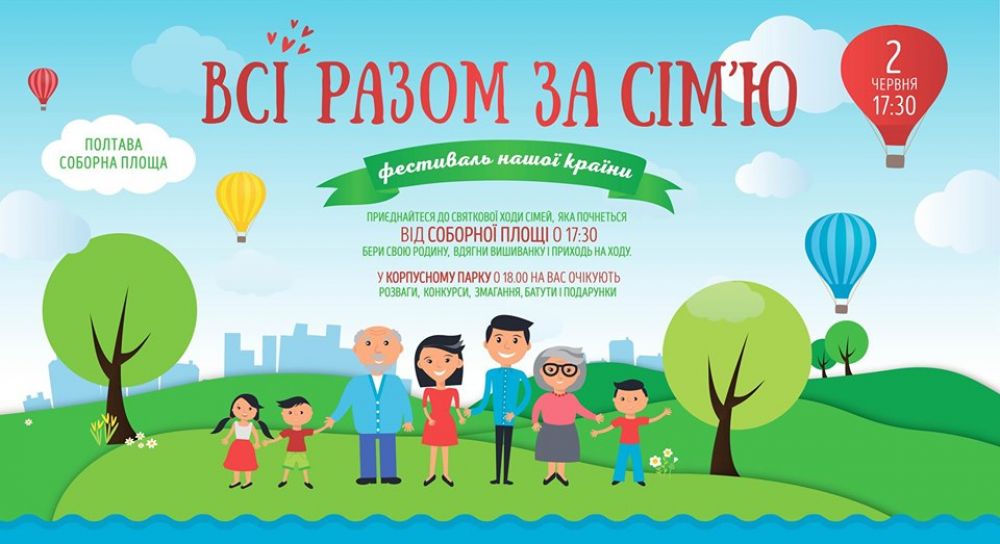 ВСІ РАЗОМ ЗА СІМ'Ю
2
ЧЕРВНЯ
17:30
ПОЛТАВА
СОБОРНА ПЛОЩА
фестиваль нашої країни
ПРИЄДНАЙТЕСЯ ДО СВЯТКОВОЇ ХОДИ СІМЕЙ, ЯКА ПОЧНЕТЬСЯ
ВІД СОБОРНОЇ ПЛОЩІ О 17:30
БЕРИ СВОЮ РОДИНУ, ВДЯГНИ ВИШИВАНКУ І ПРИХОДЬ НА ХОДУ.
У КОРПУСНОМУ ПАРКУ О 18.00 НА ВАС ОЧІКУЮТЬ
РОЗВАГИ, КОНКУРСИ, ЗМАГАННЯ, БАТУТИ І ПОДАРУНКИ